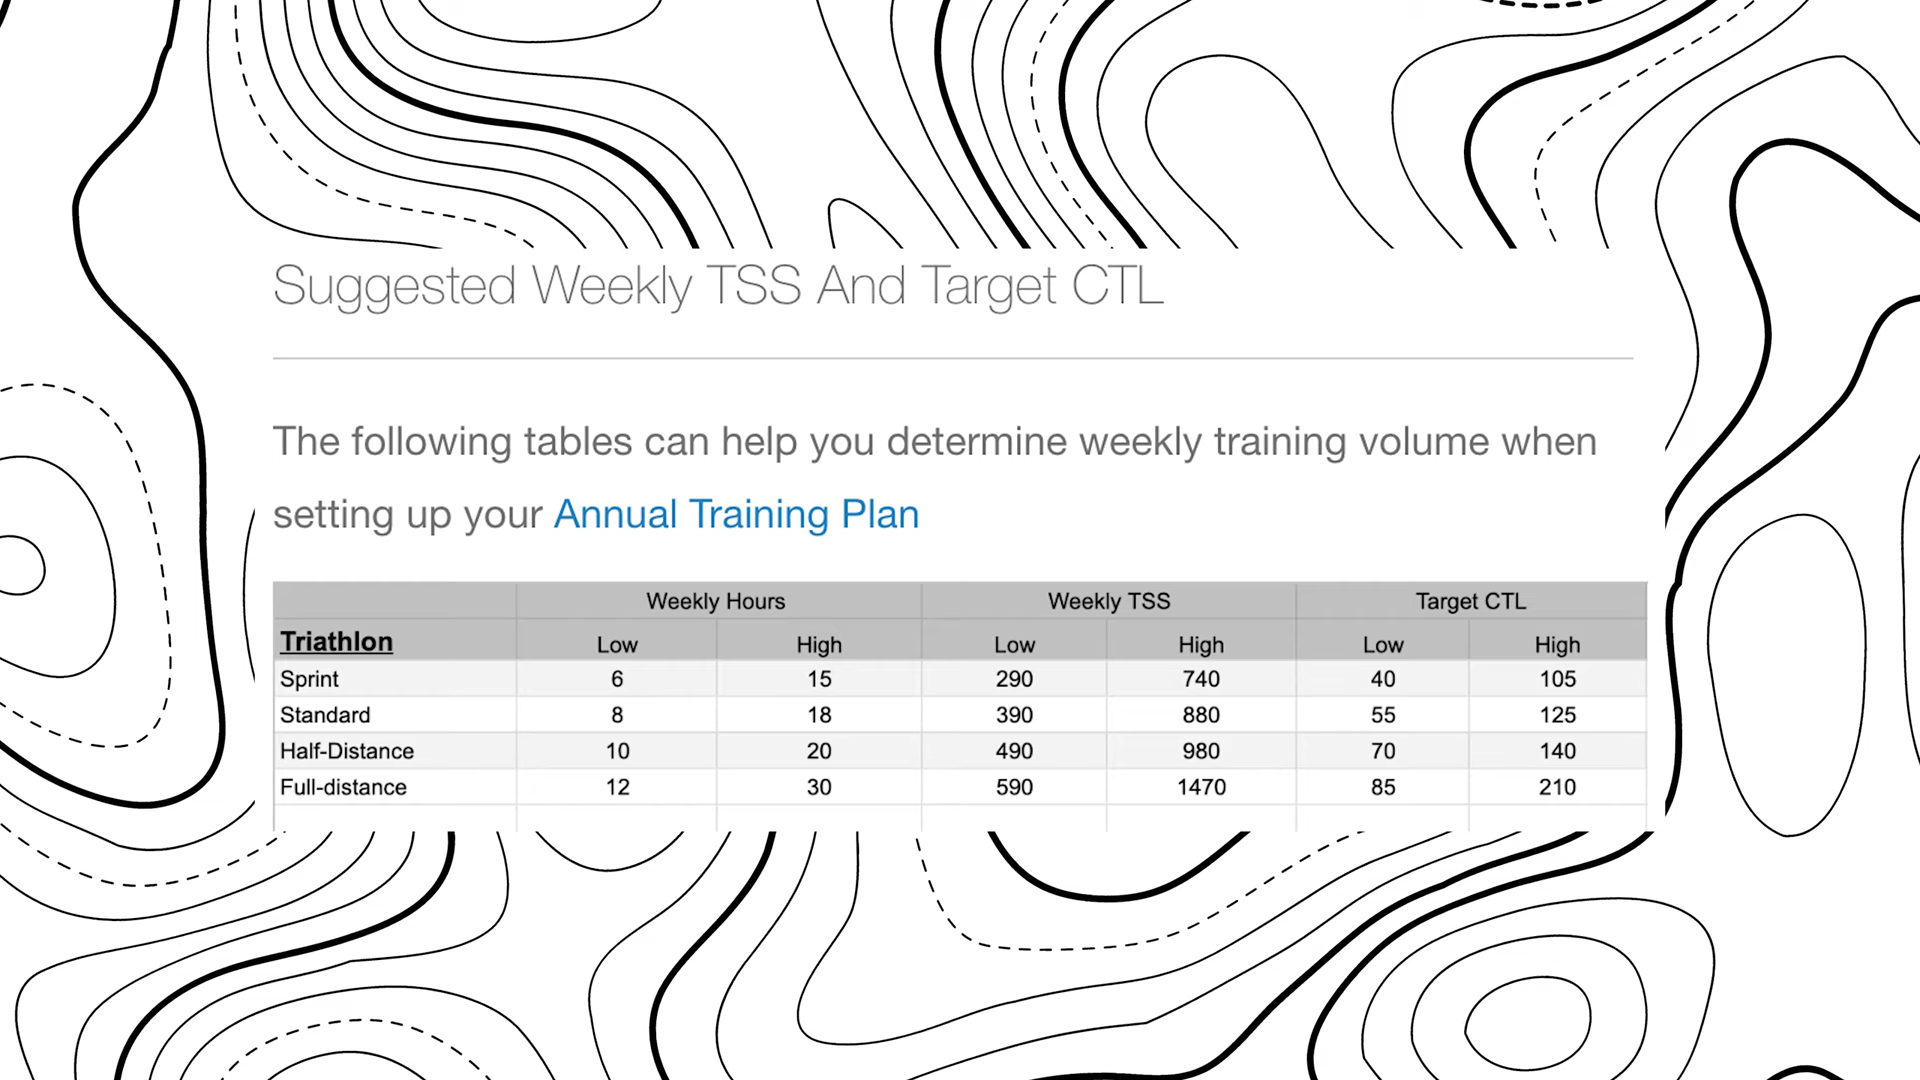 Suggested Weekly TSS And Target CTL
The following tables can help you determine weekly training volume when
setting up your Annual Training Plan
Weekly Hours Weekly TSS Target CTL
Triathlon Low High Low High Low High
Sprint 6 15 290 740 40 105
Standard 8 18 390 880 55 125
Half-Distance 10 20 490 980 70 140
Full-distance 12 30 590 1470 85 210